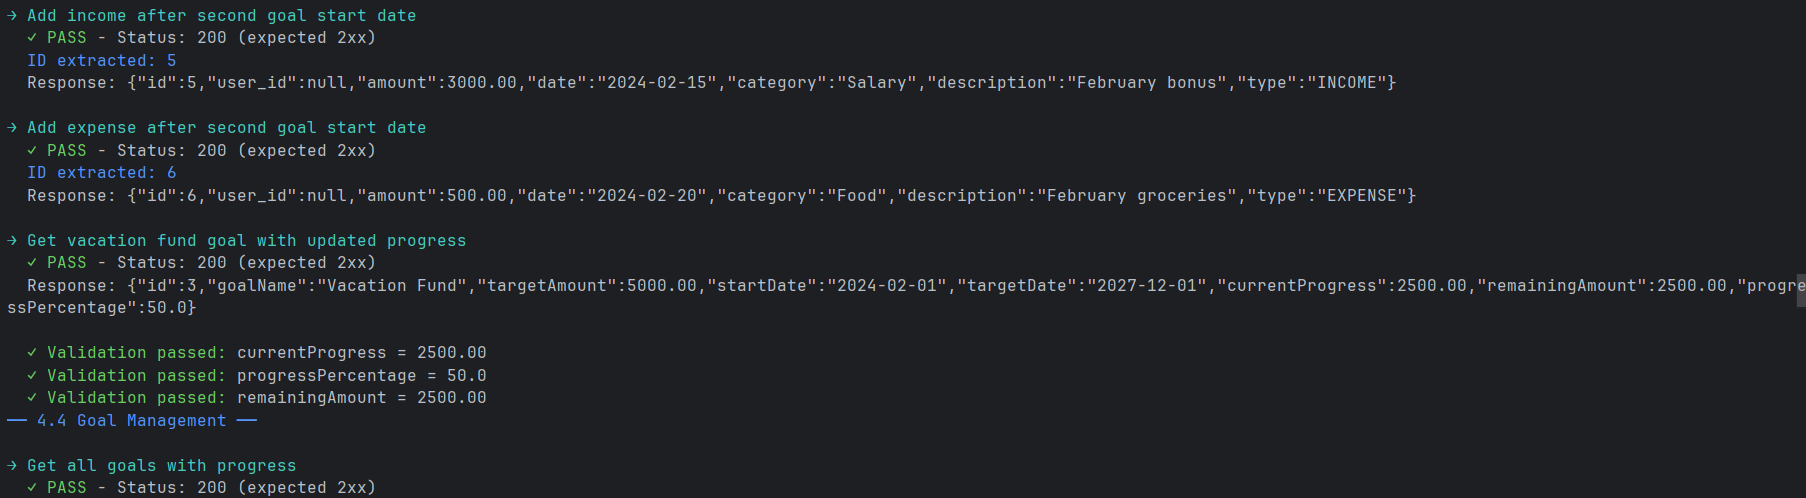 → Add income after second goal start date
✓ PASS - Status: 200 (expected 2xx)
ID extracted: 5
Response: {"id":5,"user_id":null,"amount":3000.00,"date":"2024-02-15","category":"Salary","description":"February bonus","type":"INCOME"}
→ Add expense after second goal start date
✓ PASS - Status: 200 (expected 2xx)
ID extracted: 6
Response: {"id":6,"user_id":null,"amount":500.00,"date":"2024-02-20","category":"Food","description":"February groceries","type":"EXPENSE"}
→ Get vacation fund goal with updated progress
✓ PASS - Status: 200 (expected 2xx)
Response: {"id":3,"goalName":"Vacation Fund","targetAmount":5000.00,"startDate":"2024-02-01","targetDate":"2027-12-01","currentProgress":2500.00,"remainingAmount":2500.00,"progre
ssPercentage":50.0}
✓ Validation passed: currentProgress = 2500.00
✓ Validation passed: progressPercentage = 50.0
✓ Validation passed: remainingAmount = 2500.00
── 4.4 Goal Management ──
→ Get all goals with progress
✓ PASS - Status: 200 (expected 2xx)